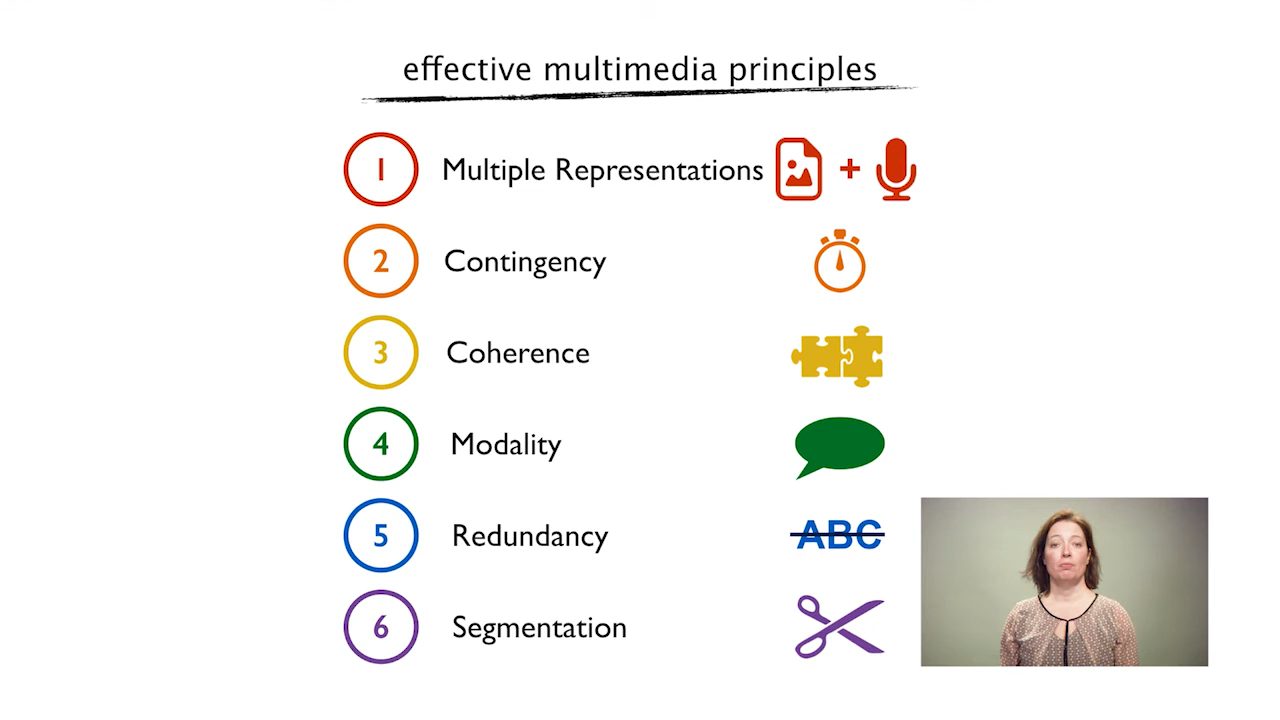 effective multimedia principles
1 Multiple Representations
2 Contingency
3 Coherence
4 Modality
5 Redundancy ABC
6 Segmentation